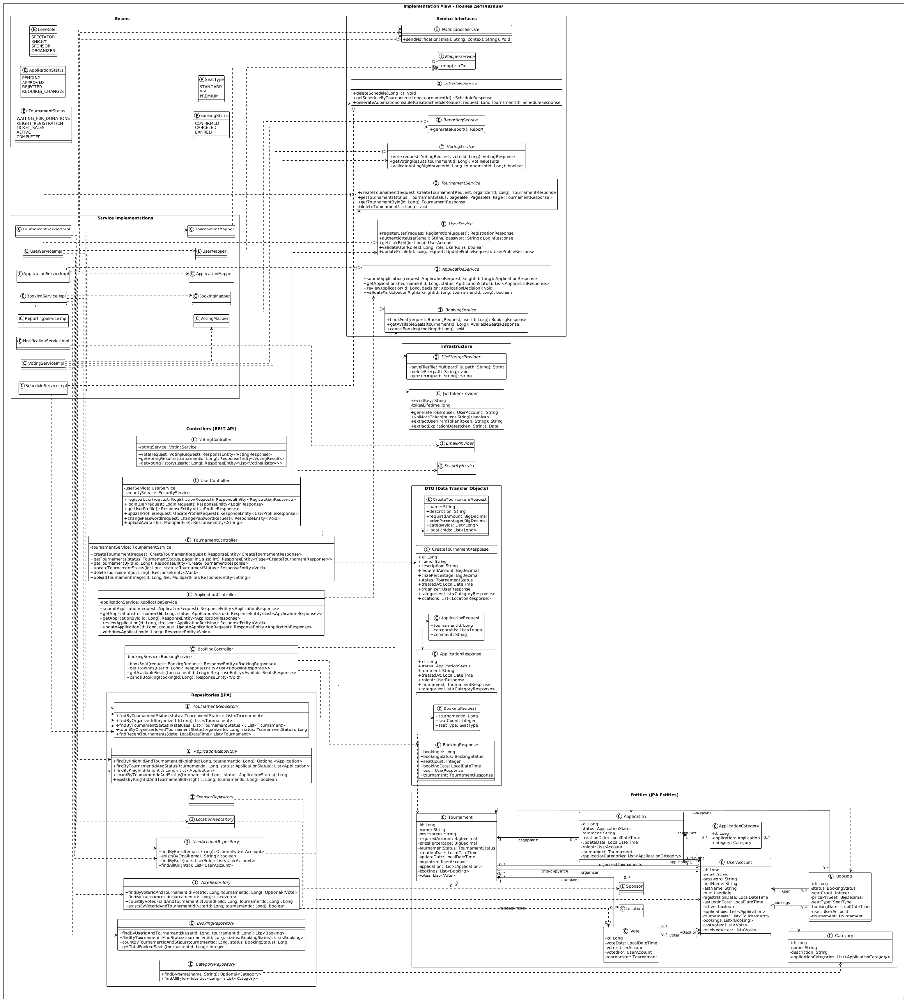 Implementation View - Полная детализация
Enums
UserRole
SPECTATOR
KNIGHT
SPONSOR
ORGANIZER
ApplicationStatus
PENDING
APPROVED
REJECTED
REQUIRES_CHANGES
TournamentStatus
WAITING_FOR_DONATIONS
KNIGHT_REGISTRATION
TICKET_SALES
ACTIVE
COMPLETED
SeatType
STANDARD
VIP
PREMIUM
BookingStatus
CONFIRMED
CANCELED
EXPIRED
Service Interfaces
NotificationService
+sendNotification(email: String, context: String): Void
MapperService
+map(): <T>
ScheduleService
+deleteSchedule(Long id): Void
+getScheduleByTournament(Long tournamentId) : ScheduleResponse
+generateAutomaticSchedule(CreateScheduleRequest request, Long tournamentId): ScheduleResponse
ReportingService
+generateReport(): Report
VotingService
+vote(request: VotingRequest, voterId: Long): VotingResponse
+getVotingResults(tournamentId: Long): VotingResults
+validateVotingRights(voterId: Long, tournamentId: Long): boolean
TournamentService
+createTournament(request: CreateTournamentRequest, organizerId: Long): TournamentResponse
+getTournaments(status: TournamentStatus, pageable: Pageable): Page<TournamentResponse>
+getTournamentById(id: Long): TournamentResponse
+deleteTournament(id: Long): void
UserService
+registerUser(request: RegistrationRequest): RegistrationResponse
+authenticateUser(email: String, password: String): LoginResponse
+getUserById(id: Long): UserAccount
+validateUserRole(id: Long, role: UserRole): boolean
+updateProfile(id: Long, request: UpdateProfileRequest): UserProfileResponse
ApplicationService
+submitApplication(request: ApplicationRequest, knightId: Long): ApplicationResponse
+getApplications(tournamentId: Long, status: ApplicationStatus): List<ApplicationResponse>
+reviewApplication(id: Long, decision: ApplicationDecision): void
+validateParticipationRights(knightId: Long, tournamentId: Long): boolean
BookingService
+bookSeat(request: BookingRequest, userId: Long): BookingResponse
+getAvailableSeats(tournamentId: Long): AvailableSeatsResponse
+cancelBooking(bookingId: Long): void
Service Implementations
TournamentServiceImpl
TournamentMapper
UserServiceImpl
UserMapper
ApplicationServiceImpl
ApplicationMapper
BookingServiceImpl
BookingMapper
ReportingServiceImpl
VotingMapper
NotificationServiceImpl
VotingServiceImpl
ScheduleServiceImpl
Infrastructure
FileStorageProvider
+saveFile(file: MultipartFile, path: String): String
+deleteFile(path: String): void
+getFileUrl(path: String): String
JwtTokenProvider
-secretKey: String
-tokenLifetime: long
+generateToken(user: UserAccount): String
+validateToken(token: String): boolean
+extractUserFromToken(token: String): String
+extractExpirationDate(token: String): Date
EmailProvider
SecurityService
Controllers (REST API)
VotingController
-votingService: VotingService
+vote(request: VotingRequest): ResponseEntity<VotingResponse>
+getVotingResults(tournamentId: Long): ResponseEntity<VotingResults>
+getVotingHistory(userId: Long): ResponseEntity<List<VotingHistory>>
UserController
-userService: UserService
-securityService: SecurityService
+registerUser(request: RegistrationRequest): ResponseEntity<RegistrationResponse>
+loginUser(request: LoginRequest): ResponseEntity<LoginResponse>
+getUserProfile(): ResponseEntity<UserProfileResponse>
+updateProfile(request: UpdateProfileRequest): ResponseEntity<UserProfileResponse>
+changePassword(request: ChangePasswordRequest): ResponseEntity<Void>
+uploadAvatar(file: MultipartFile): ResponseEntity<String>
TournamentController
-tournamentService: TournamentService
+createTournament(request: CreateTournamentRequest): ResponseEntity<CreateTournamentResponse>
+getTournaments(status: TournamentStatus, page: int, size: int): ResponseEntity<Page<CreateTournamentResponse>>
+getTournamentById(id: Long): ResponseEntity<CreateTournamentResponse>
+updateTournamentStatus(id: Long, status: TournamentStatus): ResponseEntity<Void>
+deleteTournament(id: Long): ResponseEntity<Void>
+uploadTournamentImage(id: Long, file: MultipartFile): ResponseEntity<String>
ApplicationController
-applicationService: ApplicationService
+submitApplication(request: ApplicationRequest): ResponseEntity<ApplicationResponse>
+getApplications(tournamentId: Long, status: ApplicationStatus): ResponseEntity<List<ApplicationResponse>>
+getApplicationById(id: Long): ResponseEntity<ApplicationResponse>
+reviewApplication(id: Long, decision: ApplicationDecision): ResponseEntity<Void>
+updateApplication(id: Long, request: UpdateApplicationRequest): ResponseEntity<ApplicationResponse>
+withdrawApplication(id: Long): ResponseEntity<Void>
BookingController
-bookingService: BookingService
+bookSeat(request: BookingRequest): ResponseEntity<BookingResponse>
+getBookings(userId: Long): ResponseEntity<List<BookingResponse>>
+getAvailableSeats(tournamentId: Long): ResponseEntity<AvailableSeatsResponse>
+cancelBooking(bookingId: Long): ResponseEntity<Void>
DTO (Data Transfer Objects)
CreateTournamentRequest
+name: String
+description: String
+requiredAmount: BigDecimal
+prizePercentage: BigDecimal
+categoryIds: List<Long>
+locationIds: List<Long>
CreateTournamentResponse
+id: Long
+name: String
+description: String
+requiredAmount: BigDecimal
+prizePercentage: BigDecimal
+status: TournamentStatus
+createdAt: LocalDateTime
+organizer: UserResponse
+categories: List<CategoryResponse>
+locations: List<LocationResponse>
ApplicationRequest
+tournamentId: Long
+categoryIds: List<Long>
+comment: String
ApplicationResponse
+id: Long
+status: ApplicationStatus
+comment: String
+createdAt: LocalDateTime
+knight: UserResponse
+tournament: TournamentResponse
+categories: List<CategoryResponse>
BookingRequest
+tournamentId: Long
+seatCount: Integer
+seatType: SeatType
BookingResponse
+bookingId: Long
+bookingStatus: BookingStatus
+seatCount: Integer
+bookingDate: LocalDateTime
+user: UserResponse
+tournament: TournamentResponse
Repositories (JPA)
TournamentRepository
+findByTournamentStatus(status: TournamentStatus): List<Tournament>
+findByOrganizerId(organizerId: Long): List<Tournament>
+findByTournamentStatusIn(statuses: List<TournamentStatus>): List<Tournament>
+countByOrganizerIdAndTournamentStatus(organizerId: Long, status: TournamentStatus): Long
+findRecentTournaments(date: LocalDateTime): List<Tournament>
ApplicationRepository
+findByKnightIdAndTournamentId(knightId: Long, tournamentId: Long): Optional<Application>
+findByTournamentIdAndStatus(tournamentId: Long, status: ApplicationStatus): List<Application>
+findByKnightId(knightId: Long): List<Application>
+countByTournamentIdAndStatus(tournamentId: Long, status: ApplicationStatus): Long
+existsByKnightIdAndTournamentId(knightId: Long, tournamentId: Long): boolean
SponsorRepository
LocationRepository
UserAccountRepository
+findByEmail(email: String): Optional<UserAccount>
+existsByEmail(email: String): boolean
+findByRole(role: UserRole): List<UserAccount>
+findAllKnights(): List<UserAccount>
VoteRepository
+findByVoterIdAndTournamentId(voterId: Long, tournamentId: Long): Optional<Vote>
+findByTournamentId(tournamentId: Long): List<Vote>
+countByVotedForIdAndTournamentId(votedForId: Long, tournamentId: Long): Long
+existsByVoterIdAndTournamentId(voterId: Long, tournamentId: Long): boolean
BookingRepository
+findByUserIdAndTournamentId(userId: Long, tournamentId: Long): List<Booking>
+findByTournamentIdAndStatus(tournamentId: Long, status: BookingStatus): List<Booking>
+countByTournamentIdAndStatus(tournamentId: Long, status: BookingStatus): Long
+getTotalBookedSeats(tournamentId: Long): Integer
CategoryRepository
+findByName(name: String): Optional<Category>
+findAllByIdIn(ids: List<Long>): List<Category>
Entities (JPA Entities)
Tournament
-id: Long
-name: String
-description: String
-requiredAmount: BigDecimal
-prizePercentage: BigDecimal
-tournamentStatus: TournamentStatus
-creationDate: LocalDateTime
-updateDate: LocalDateTime
-organizer: UserAccount
-applications: List<Application>
-bookings: List<Booking>
-votes: List<Vote>
Application
-id: Long
-status: ApplicationStatus
-comment: String
-creationDate: LocalDateTime
-updateDate: LocalDateTime
-knight: UserAccount
-tournament: Tournament
-applicationCategories: List<ApplicationCategory>
ApplicationCategory
-id: Long
-application: Application
-category: Category
UserAccount
-id: Long
-email: String
-password: String
-firstName: String
-lastName: String
-role: UserRole
-registrationDate: LocalDateTime
-lastLoginDate: LocalDateTime
-active: boolean
-applications: List<Application>
-tournaments: List<Tournament>
-bookings: List<Booking>
-castVotes: List<Vote>
-receivedVotes: List<Vote>
Booking
-id: Long
-status: BookingStatus
-seatCount: Integer
-pricePerSeat: BigDecimal
-seatType: SeatType
-bookingDate: LocalDateTime
-user: UserAccount
-tournament: Tournament
Sponsor
Location
Vote
-id: Long
-voteDate: LocalDateTime
-voter: UserAccount
-votedFor: UserAccount
-tournament: Tournament
Category
-id: Long
-name: String
-description: String
-applicationCategories: List<ApplicationCategory>
содержит
1
содержит
0..*
содержит
1
0..*
0..*
0..*
1
0..*
knight
applications
organized tournaments
спонсируется
organizer
содержит
1
0..*
user
1
0..*
bookings
1
0..*
0..*
1
0..*
voter
votedFor
1